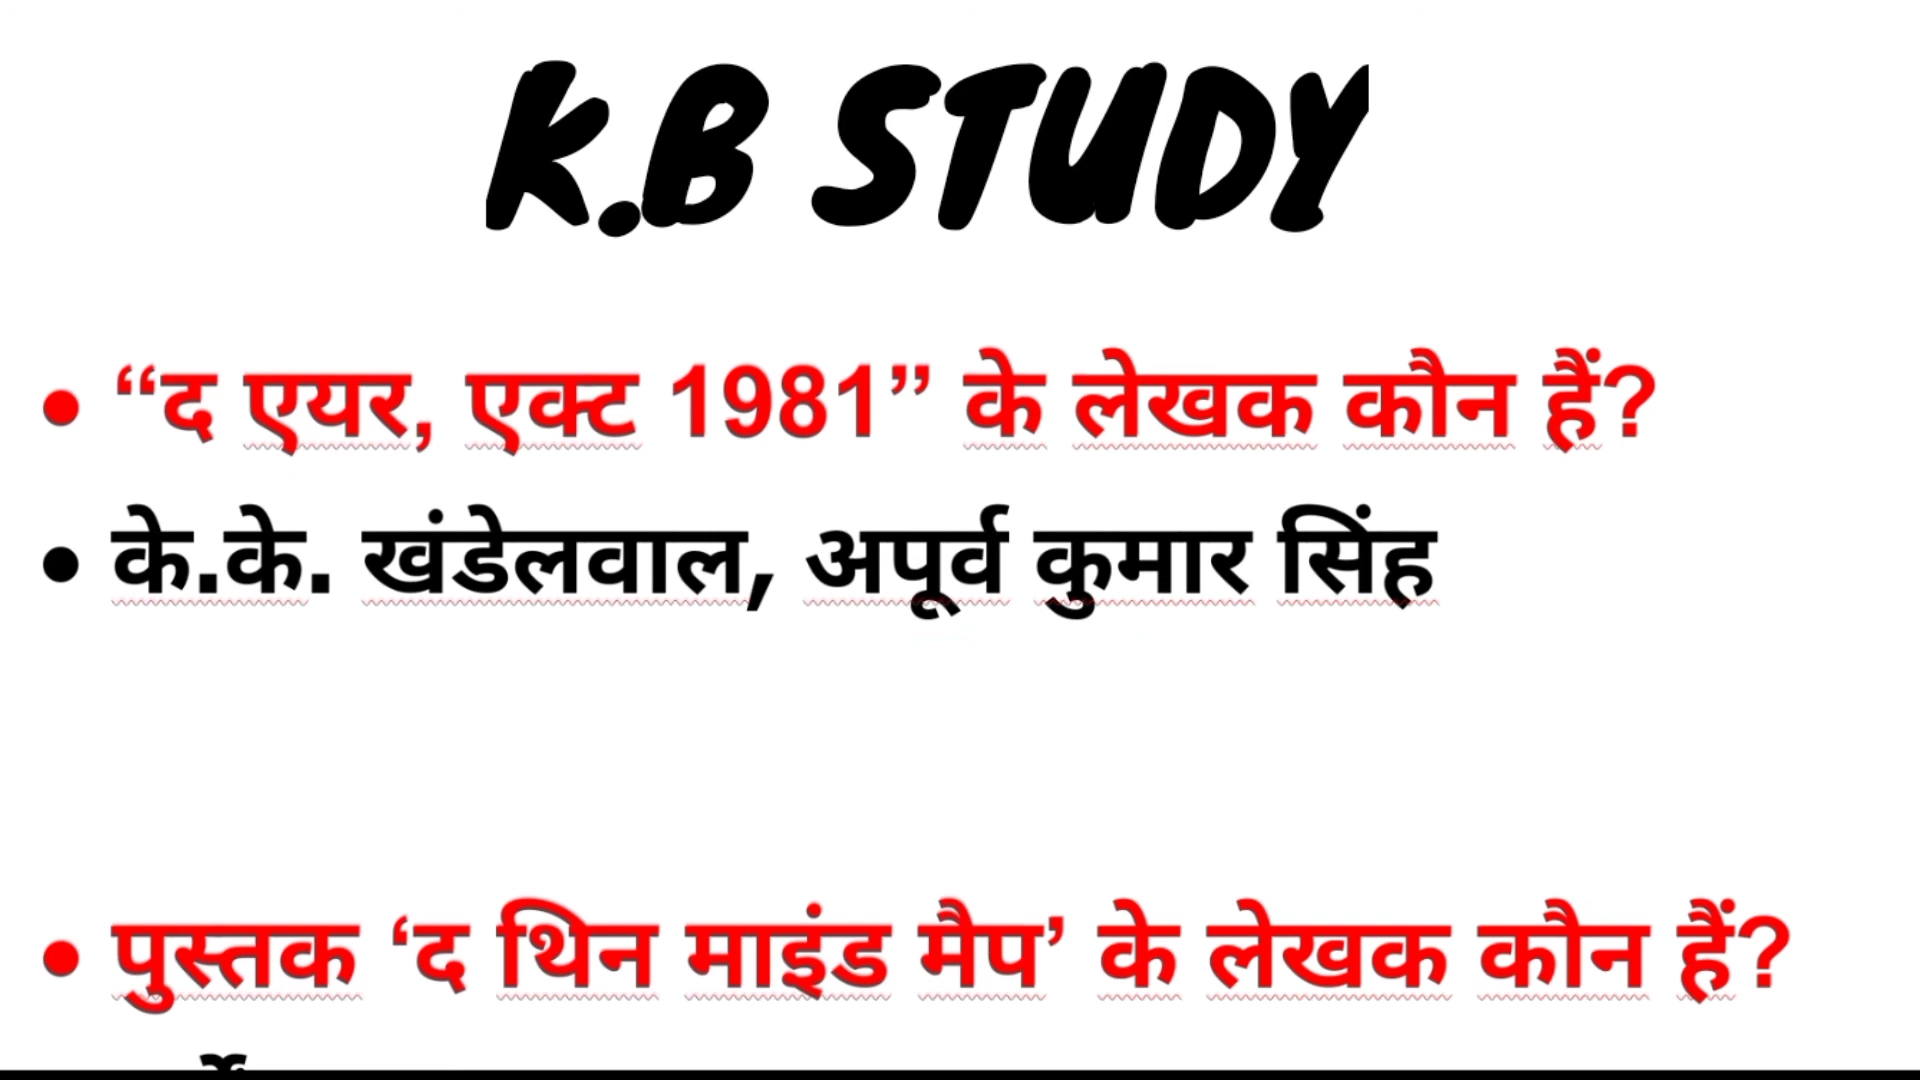 K.B STUDY
• “द एयर, एक्ट 1981” के लेखक कौन हैं?
• के.के. खंडेलवाल, अपूर्व कुमार सिंह
• पुस्तक ‘द थिन माइंड मैप’ के लेखक कौन हैं?